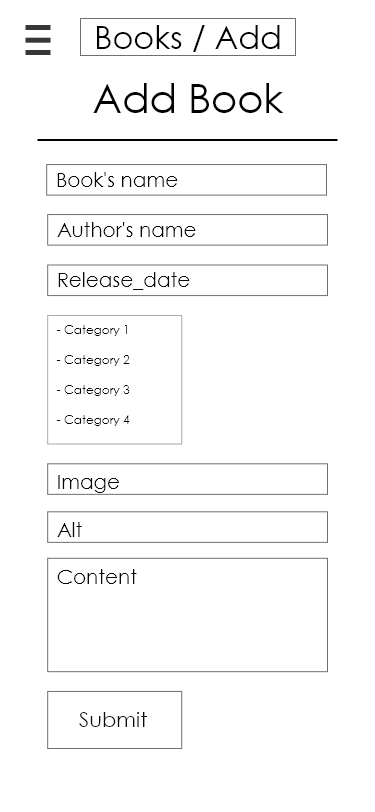 Books / Add
Add Book
Book's name
Author's name
Release_date
- Category 1
- Category 2
- Category 3
- Category 4
Image
Alt
Content
Submit